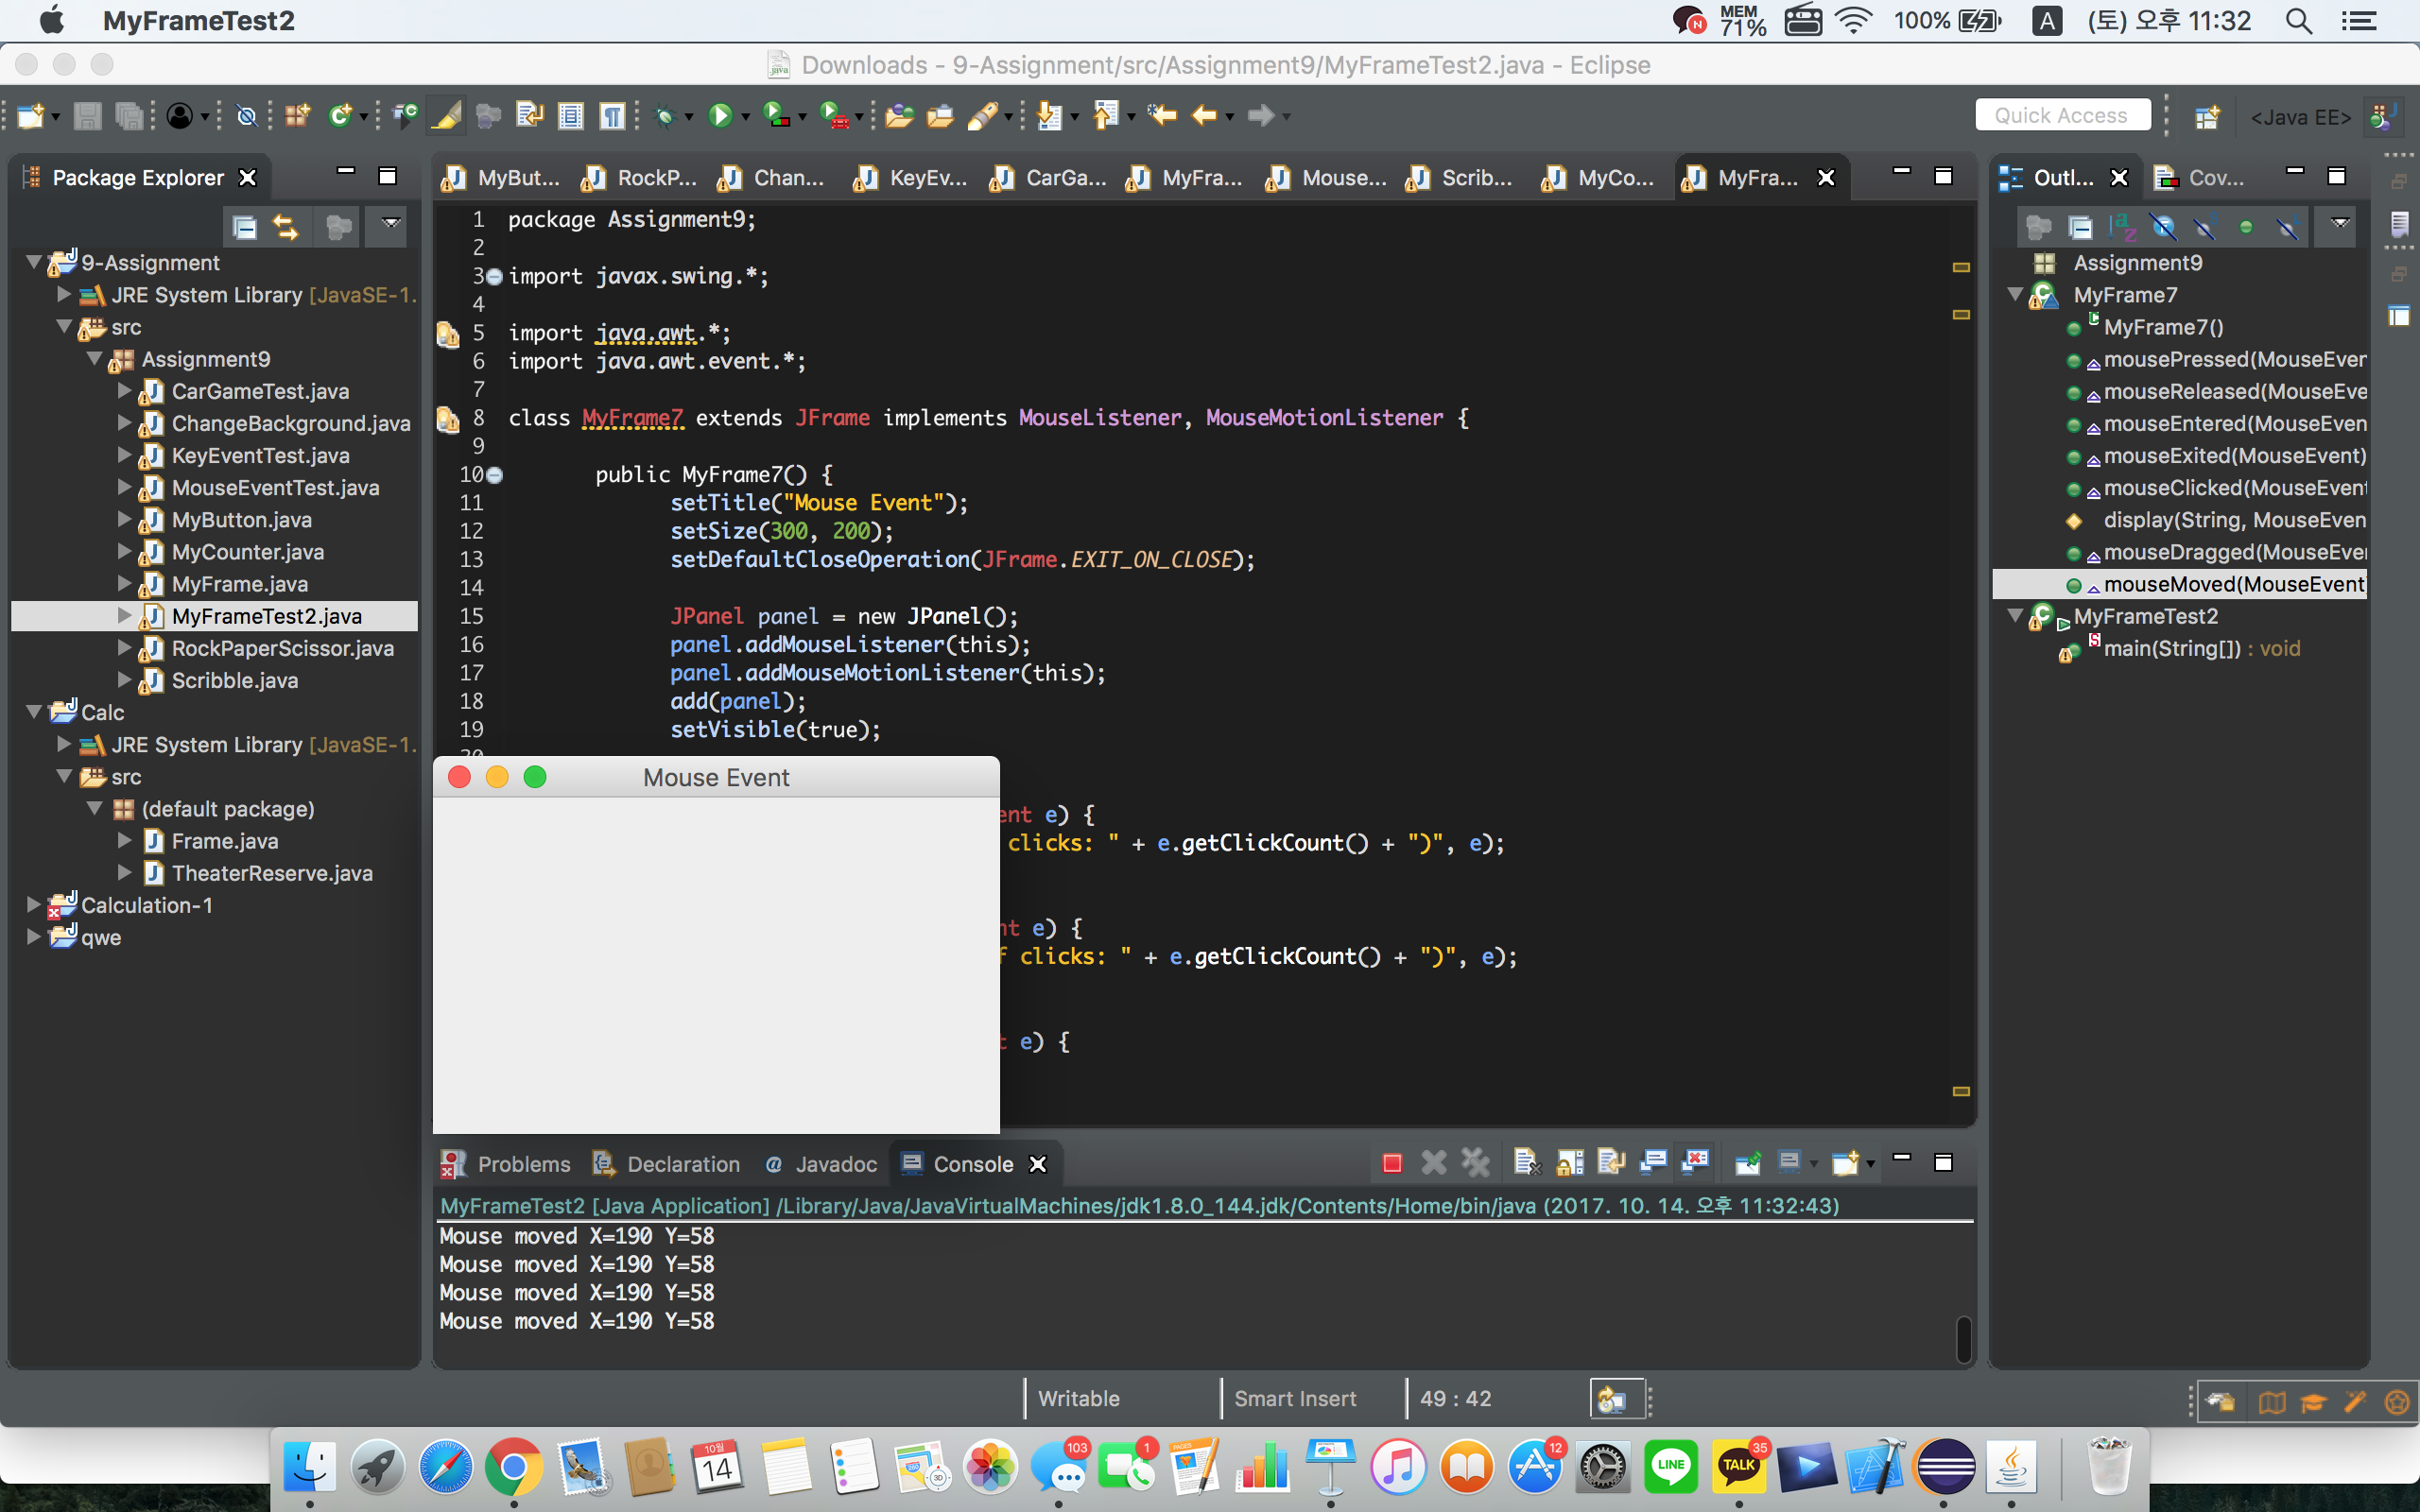 MyFrameTest2
MEM 71%
100%
A
(토) 오후 11:32
Downloads - 9-Assignment/src/Assignment9/MyFrameTest2.java - Eclipse
Quick Access
<Java EE>
Package Explorer
9-Assignment
JRE System Library [JavaSE-1.
src
Assignment9
CarGameTest.java
ChangeBackground.java
KeyEventTest.java
MouseEventTest.java
MyButton.java
MyCounter.java
MyFrame.java
MyFrameTest2.java
RockPaperScissor.java
Scribble.java
Calc
JRE System Library [JavaSE-1.
src
(default package)
Frame.java
TheaterReserve.java
Calculation-1
qwe
MyBut... RockP... Chan... KeyEv... CarGa... MyFra... Mouse... Scrib... MyCo... MyFra...
1 package Assignment9;
2
3 import javax.swing.*;
4
5 import java.awt.*;
6 import java.awt.event.*;
7
8 class MyFrame7 extends JFrame implements MouseListener, MouseMotionListener {
9
10 public MyFrame7() {
11 setTitle("Mouse Event");
12 setSize(300, 200);
13 setDefaultCloseOperation(JFrame.EXIT_ON_CLOSE);
14
15 JPanel panel = new JPanel();
16 panel.addMouseListener(this);
17 panel.addMouseMotionListener(this);
18 add(panel);
19 setVisible(true);
Mouse Event
ent e) {
clicks: " + e.getClickCount() + ")", e);
nt e) {
f clicks: " + e.getClickCount() + ")", e);
t e) {
Problems Declaration Javadoc Console
MyFrameTest2 [Java Application] /Library/Java/JavaVirtualMachines/jdk1.8.0_144.jdk/Contents/Home/bin/java (2017. 10. 14. 오후 11:32:43)
Mouse moved X=190 Y=58
Mouse moved X=190 Y=58
Mouse moved X=190 Y=58
Mouse moved X=190 Y=58
Outl... Cov...
Assignment9
MyFrame7
MyFrame7()
mousePressed(MouseEver
mouseReleased(MouseEve
mouseEntered(MouseEven
mouseExited(MouseEvent)
mouseClicked(MouseEvent
display(String, MouseEven
mouseDragged(MouseEver
mouseMoved(MouseEvent
MyFrameTest2
main(String[]) : void
Writable
Smart Insert
49 : 42
10월
14
103
1
PAGES
12
LINE
TALK
35
3D